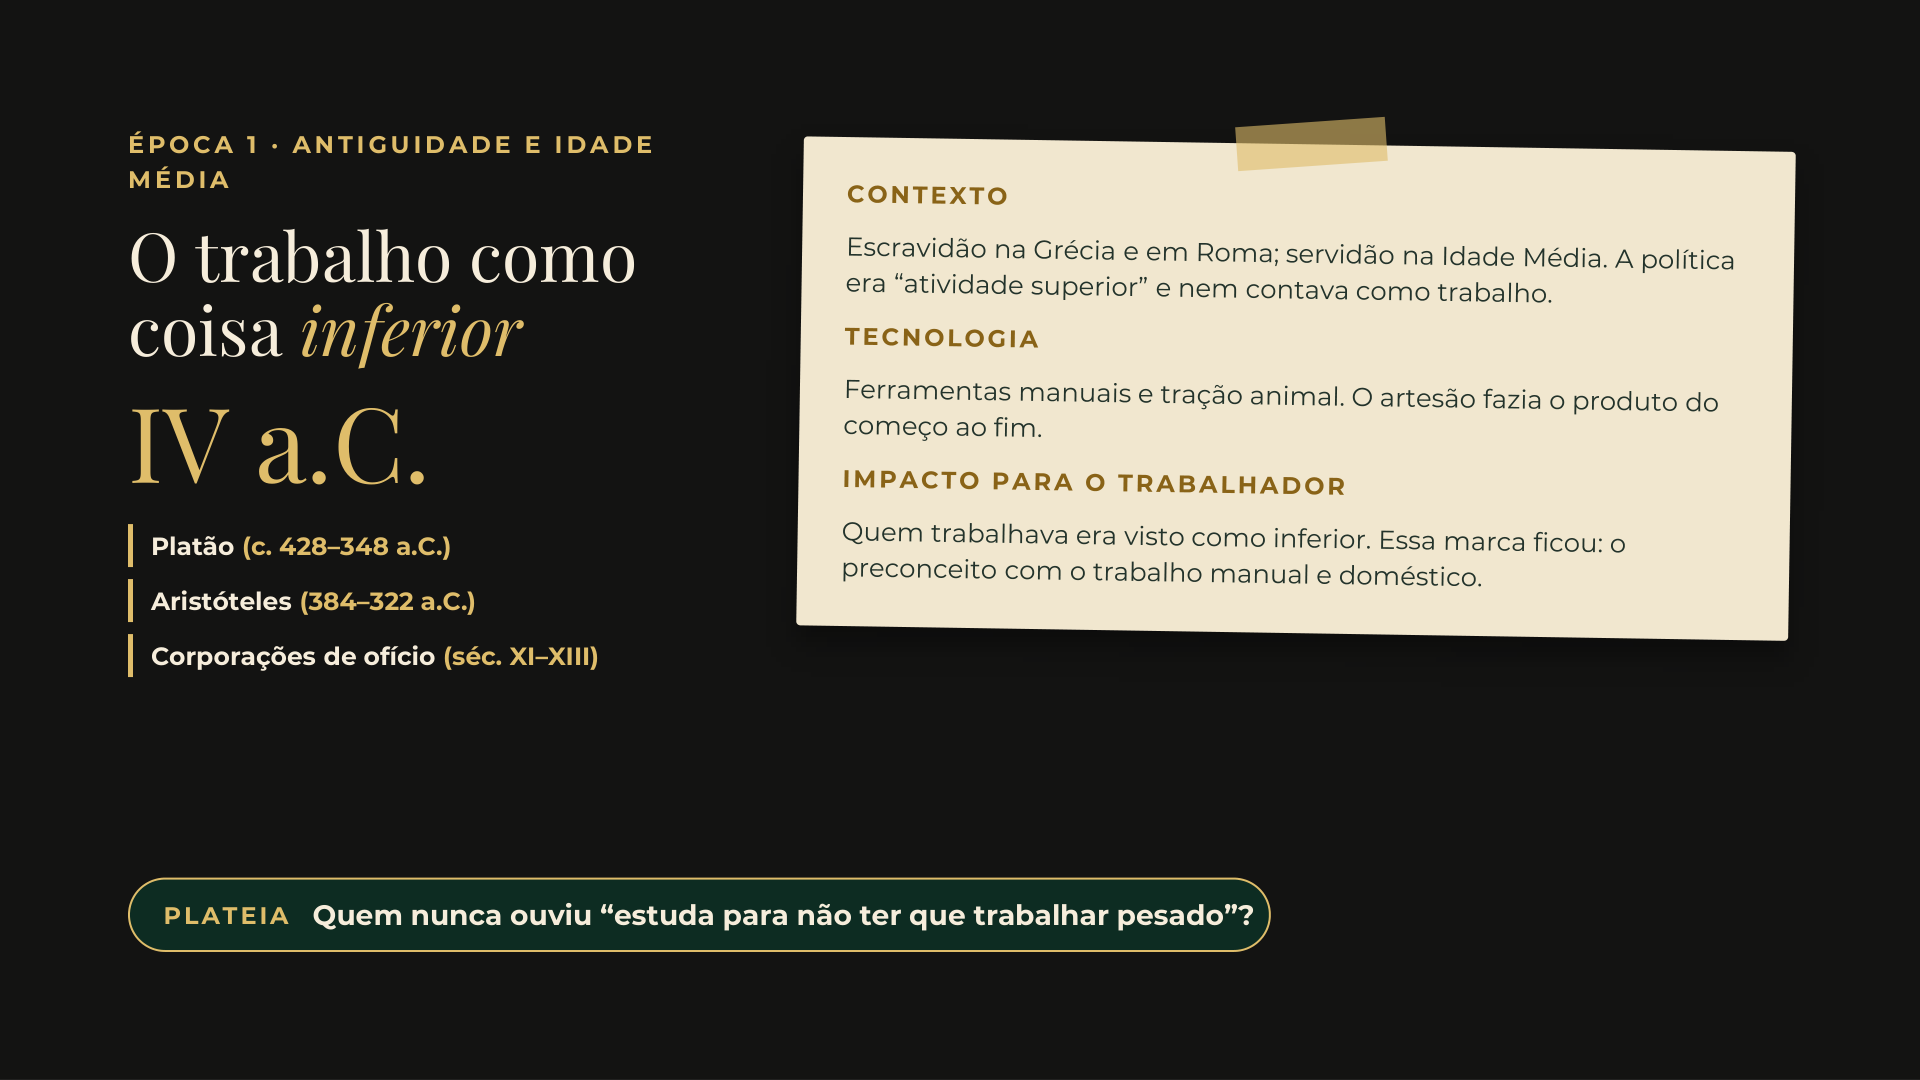 ÉPOCA 1 · ANTIGUIDADE E IDADE
MÉDIA
O trabalho como
coisa inferior
IV a.C.
Platão (c. 428–348 a.C.)
Aristóteles (384–322 a.C.)
Corporações de ofício (séc. XI–XIII)
CONTEXTO
Escravidão na Grécia e em Roma; servidão na Idade Média. A política
era “atividade superior” e nem contava como trabalho.
TECNOLOGIA
Ferramentas manuais e tração animal. O artesão fazia o produto do
começo ao fim.
IMPACTO PARA O TRABALHADOR
Quem trabalhava era visto como inferior. Essa marca ficou: o
preconceito com o trabalho manual e doméstico.
PLATEIA Quem nunca ouviu “estuda para não ter que trabalhar pesado”?